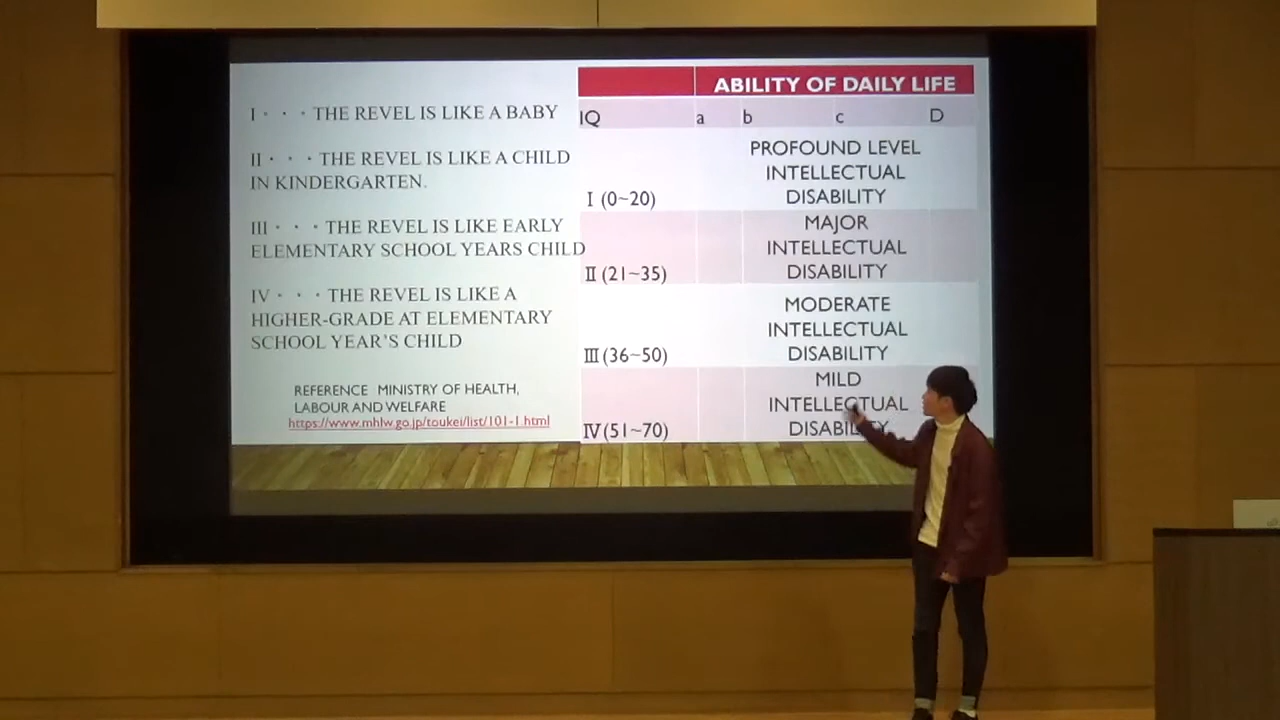 I・・・THE REVEL IS LIKE A BABY
II・・・THE REVEL IS LIKE A CHILD
IN KINDERGARTEN.
III・・・THE REVEL IS LIKE EARLY
ELEMENTARY SCHOOL YEARS CHILD
IV・・・THE REVEL IS LIKE A
HIGHER-GRADE AT ELEMENTARY
SCHOOL YEAR'S CHILD
REFERENCE MINISTRY OF HEALTH,
LABOUR AND WELFARE
https://www.mhlw.go.jp/toukei/list/101-1.html
ABILITY OF DAILY LIFE
IQ a b c D
PROFOUND LEVEL
INTELLECTUAL
DISABILITY
Ⅰ (0~20)
MAJOR
INTELLECTUAL
DISABILITY
Ⅱ (21~35)
MODERATE
INTELLECTUAL
DISABILITY
Ⅲ (36~50)
MILD
INTELLECTUAL
DISABILITY
Ⅳ (51~70)